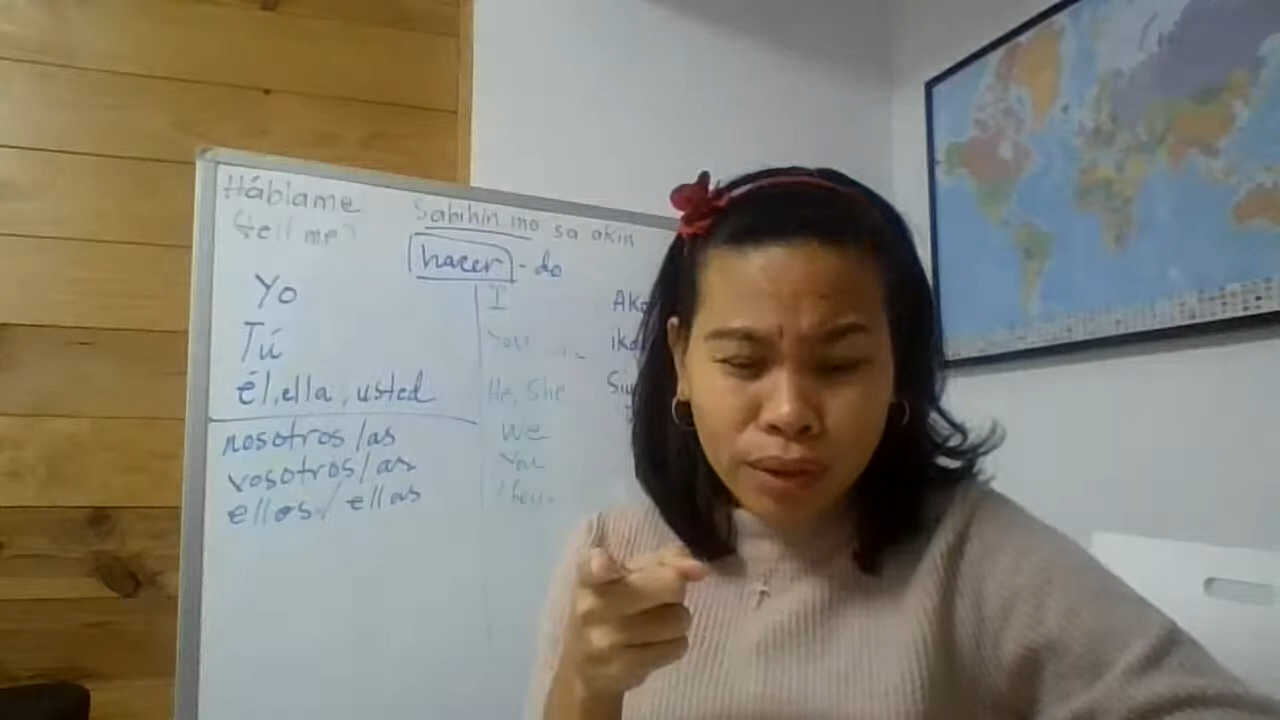 Háblame Sabihin mo sa akin
tell me?
hacer - do
Yo I
Tú You
él, ella, usted He, She
nosotros/as We
vosotros/as You
ellos/ellas